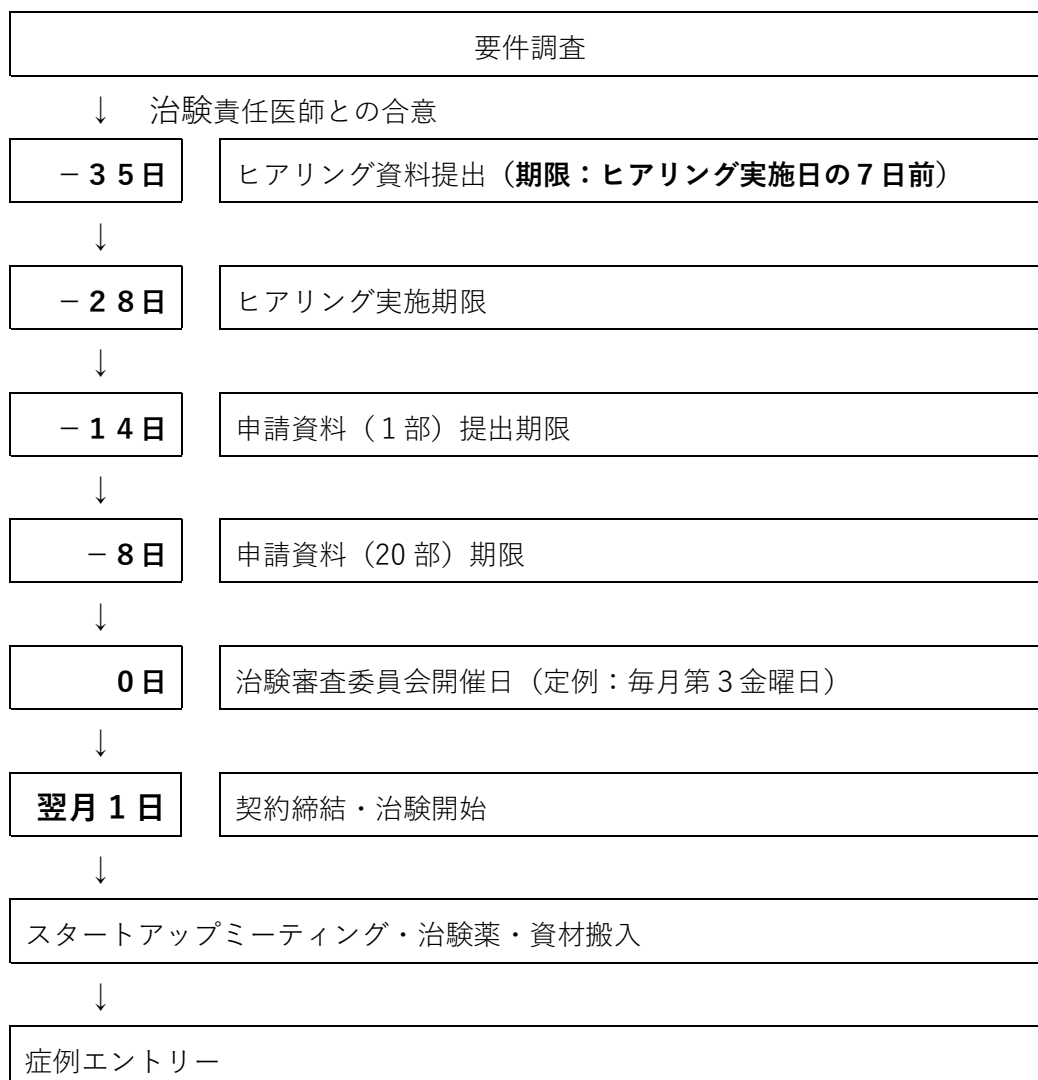 要件調査
↓ 治験責任医師との合意
－３５日 ヒアリング資料提出（期限：ヒアリング実施日の７日前）
↓
－２８日 ヒアリング実施期限
↓
－１４日 申請資料（１部）提出期限
↓
－８日 申請資料（20 部）期限
↓
０日 治験審査委員会開催日（定例：毎月第３金曜日）
↓
翌月１日 契約締結・治験開始
↓
スタートアップミーティング・治験薬・資材搬入
↓
症例エントリー